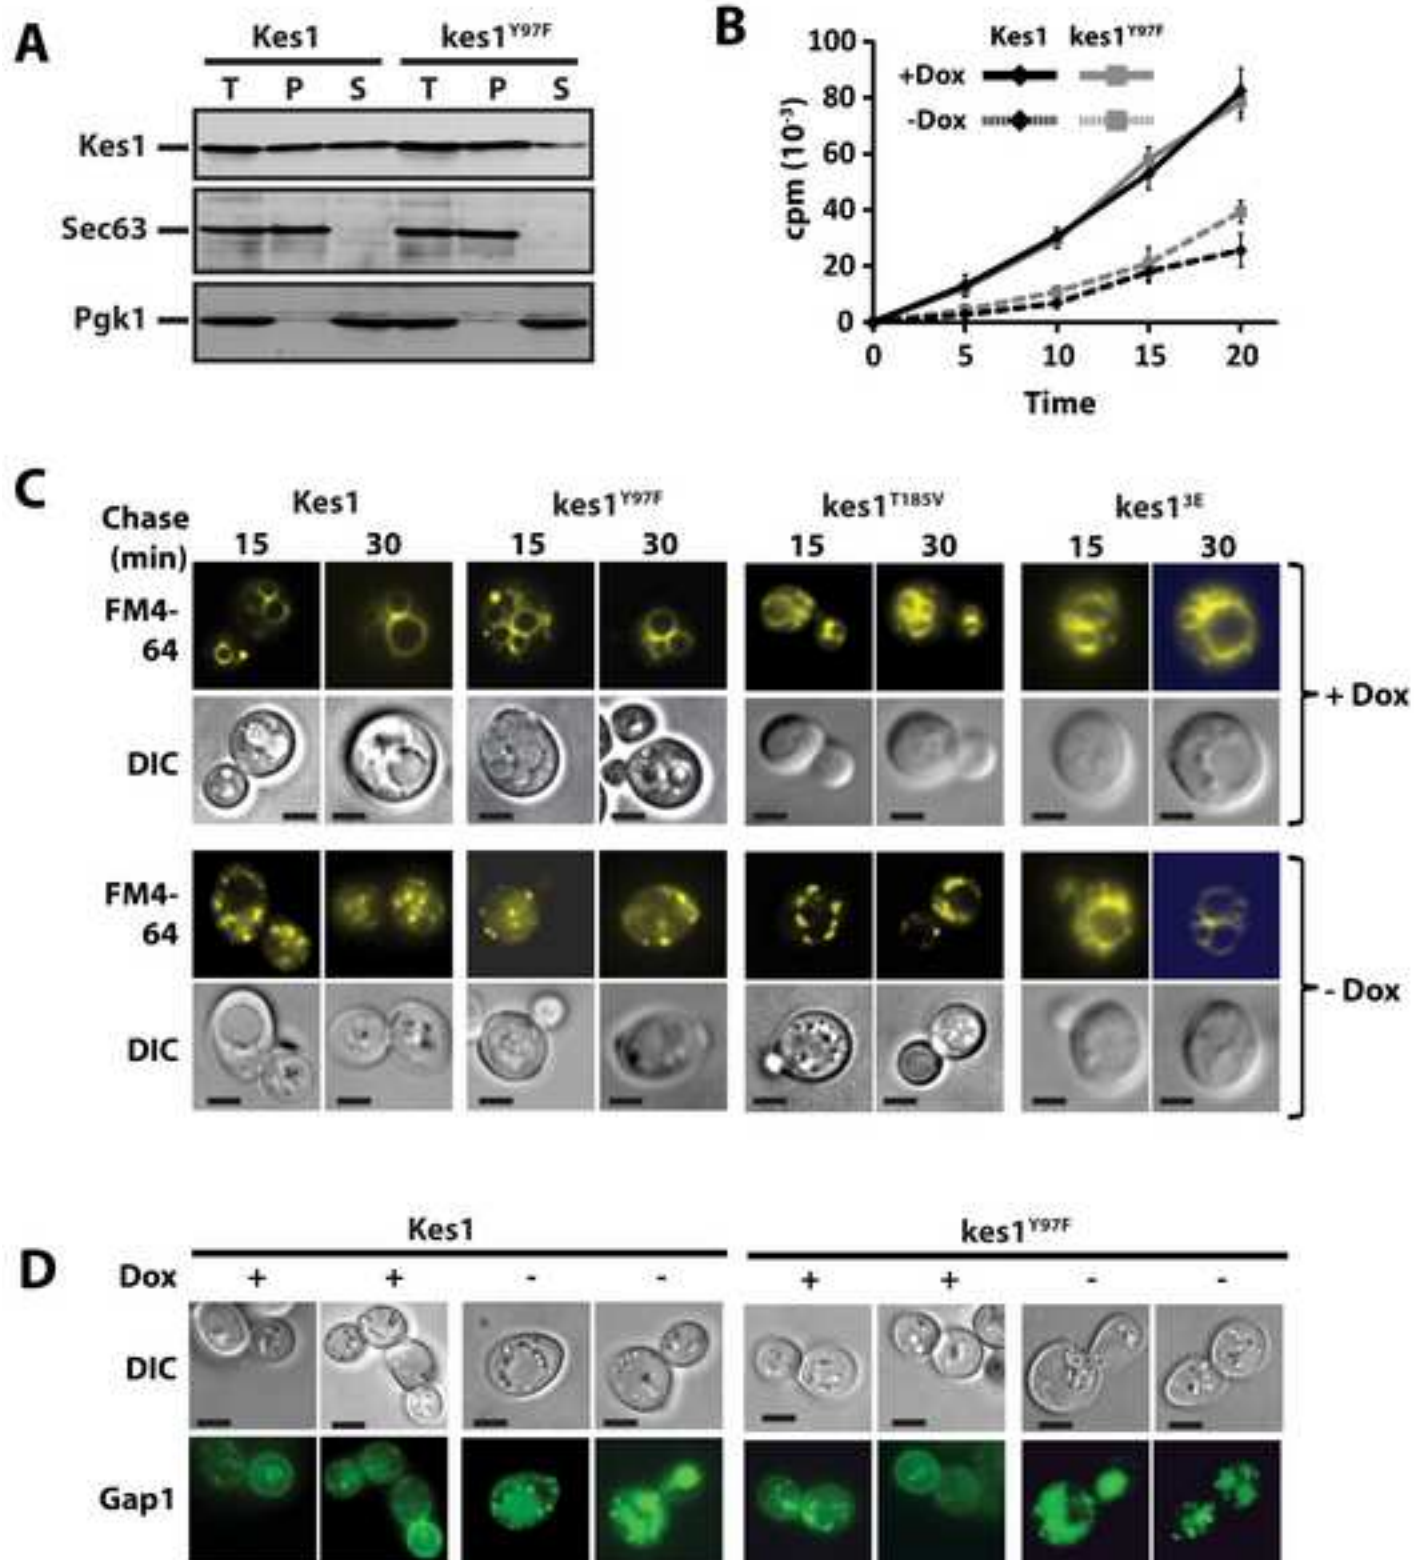 A
Kes1 kes1Y97F
T P S T P S
Kes1
Sec63
Pgk1
B
Kes1 kes1Y97F
+Dox
-Dox
cpm (10-3)
100
80
60
40
20
0
0 5 10 15 20
Time
C
Kes1 kes1Y97F kes1T185V kes13E
Chase
(min)
15 30 15 30 15 30 15 30
FM4-
64
DIC
+ Dox
FM4-
64
DIC
- Dox
D
Kes1 kes1Y97F
Dox + + - - + + - -
DIC
Gap1